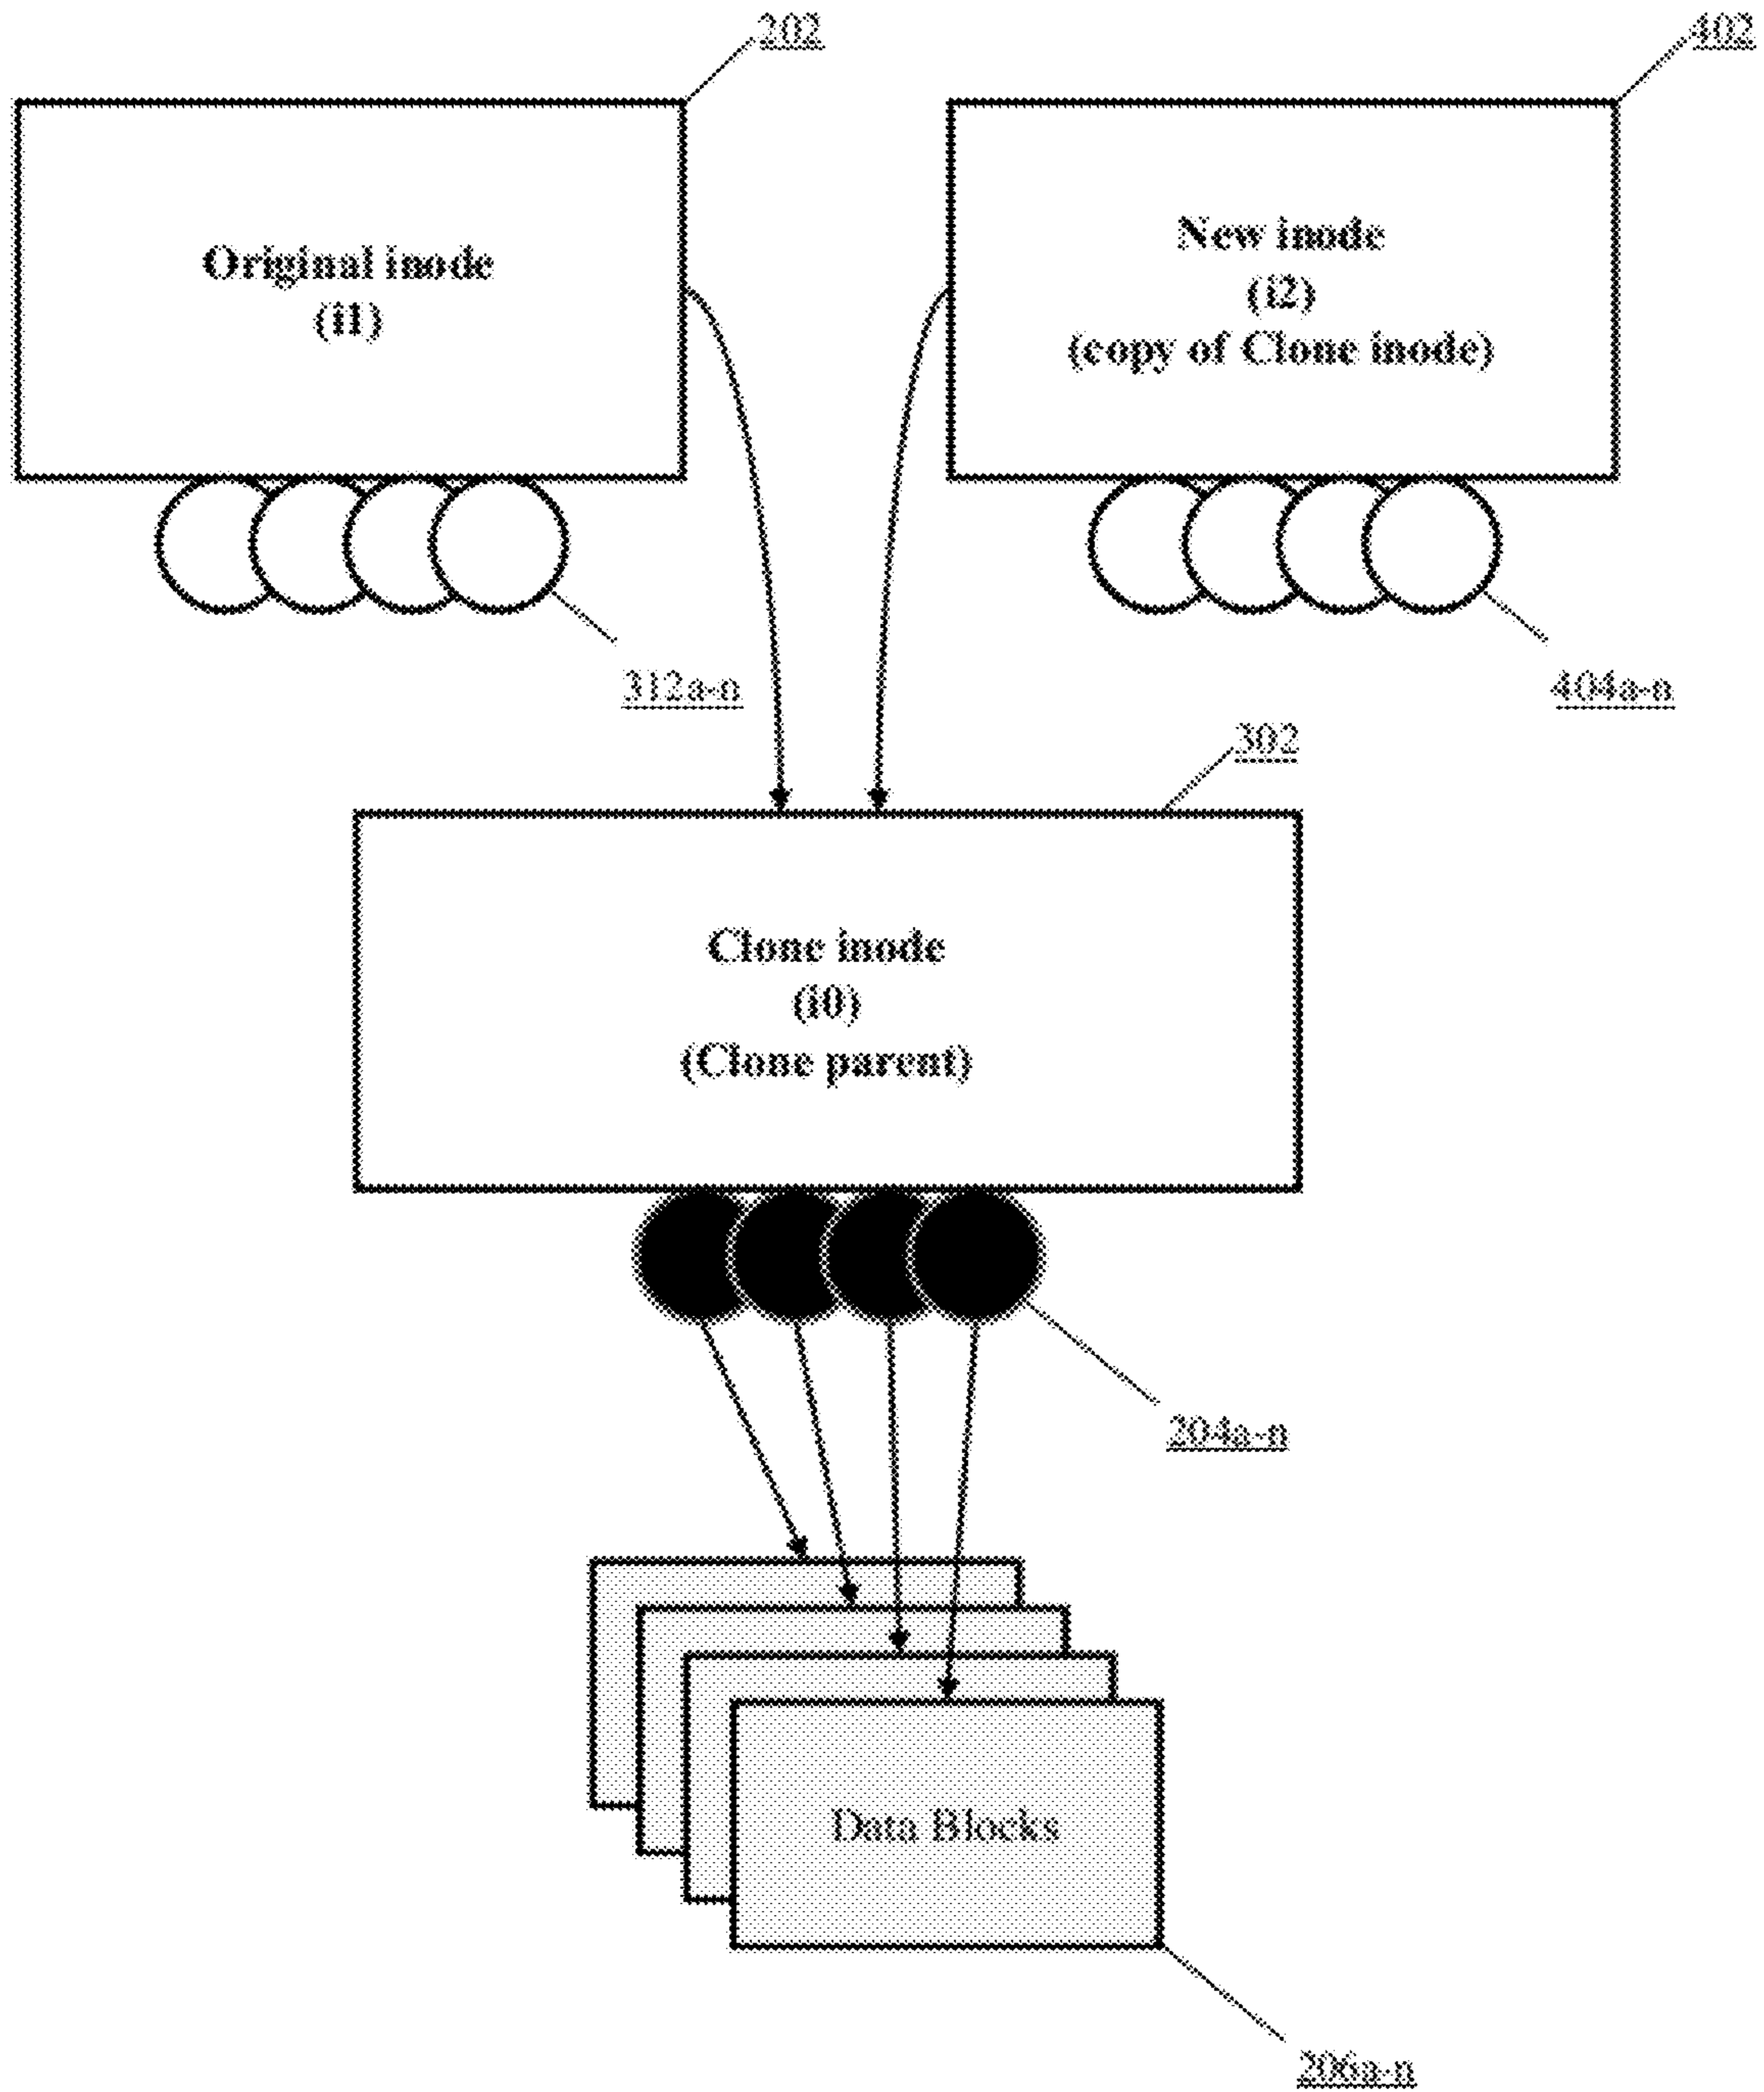 202
402
Original inode
(i1)
New inode
(i2)
(copy of Clone inode)
312a-n
404a-n
302
Clone inode
(i0)
(Clone parent)
204a-n
Data Blocks
206a-n